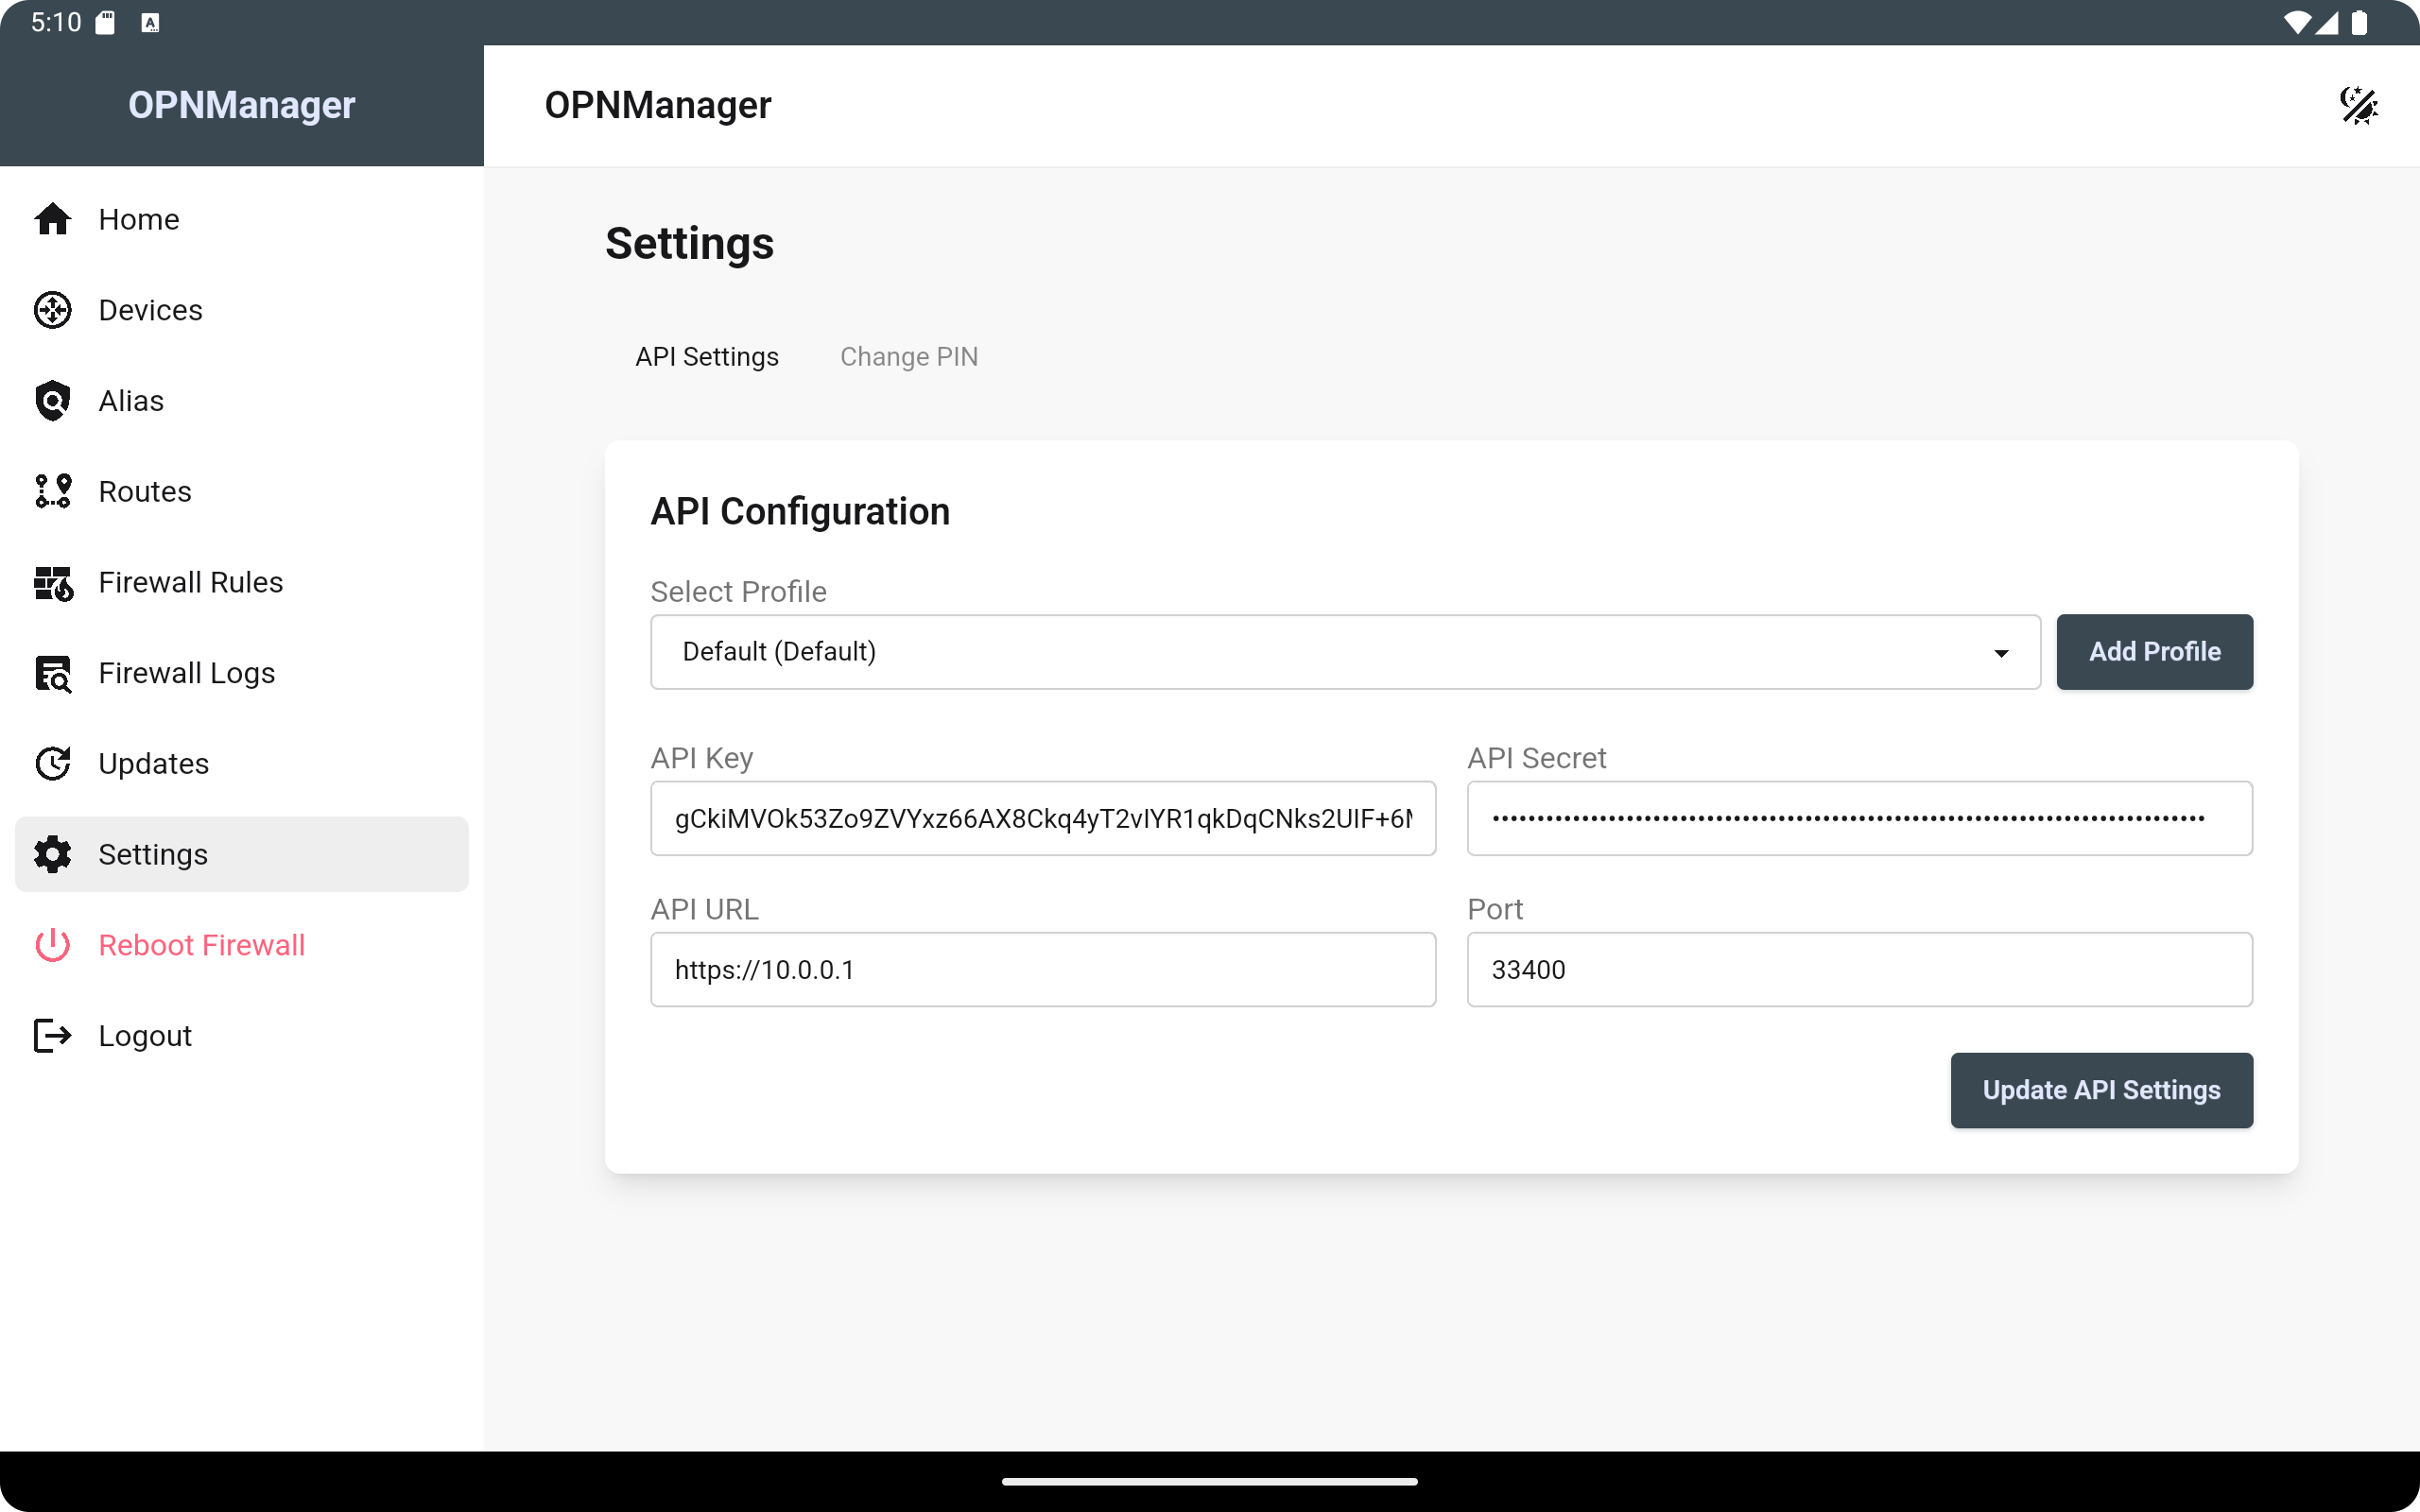 5:10
OPNManager
OPNManager
Home
Devices
Alias
Routes
Firewall Rules
Firewall Logs
Updates
Settings
Reboot Firewall
Logout
Settings
API Settings
Change PIN
API Configuration
Select Profile
Default (Default)
Add Profile
API Key
API Secret
gCkiMVOk53Zo9ZVYxz66AX8Ckq4yT2vIYR1qkDqCNks2UIF+6
••••••••••••••••••••••••••••••••••••••••••••••••••••••••••••••••••••••••••••••••
API URL
Port
https://10.0.0.1
33400
Update API Settings